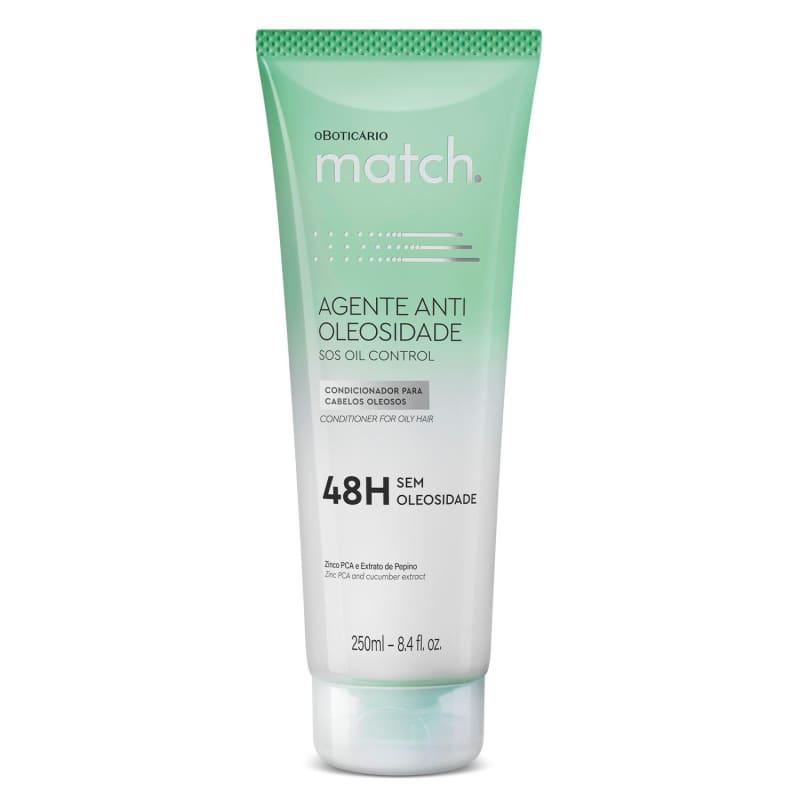 oBOTICÁRIO
match.
AGENTE ANTI
OLEOSIDADE
SOS OIL CONTROL
CONDICIONADOR PARA
CABELOS OLEOSOS
CONDITIONER FOR OILY HAIR
48H SEM
OLEOSIDADE
Zinco PCA e Extrato de Pepino
Zinc PCA and cucumber extract
250ml – 8.4 fl. oz.